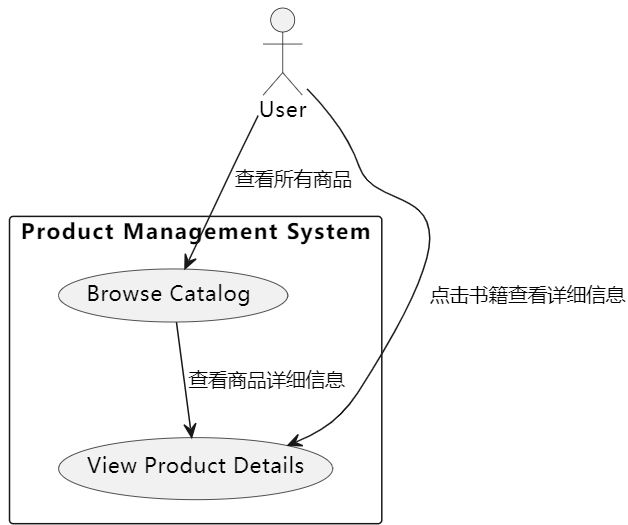 User
查看所有商品
Product Management System
Browse Catalog
点击书籍查看详细信息
查看商品详细信息
View Product Details